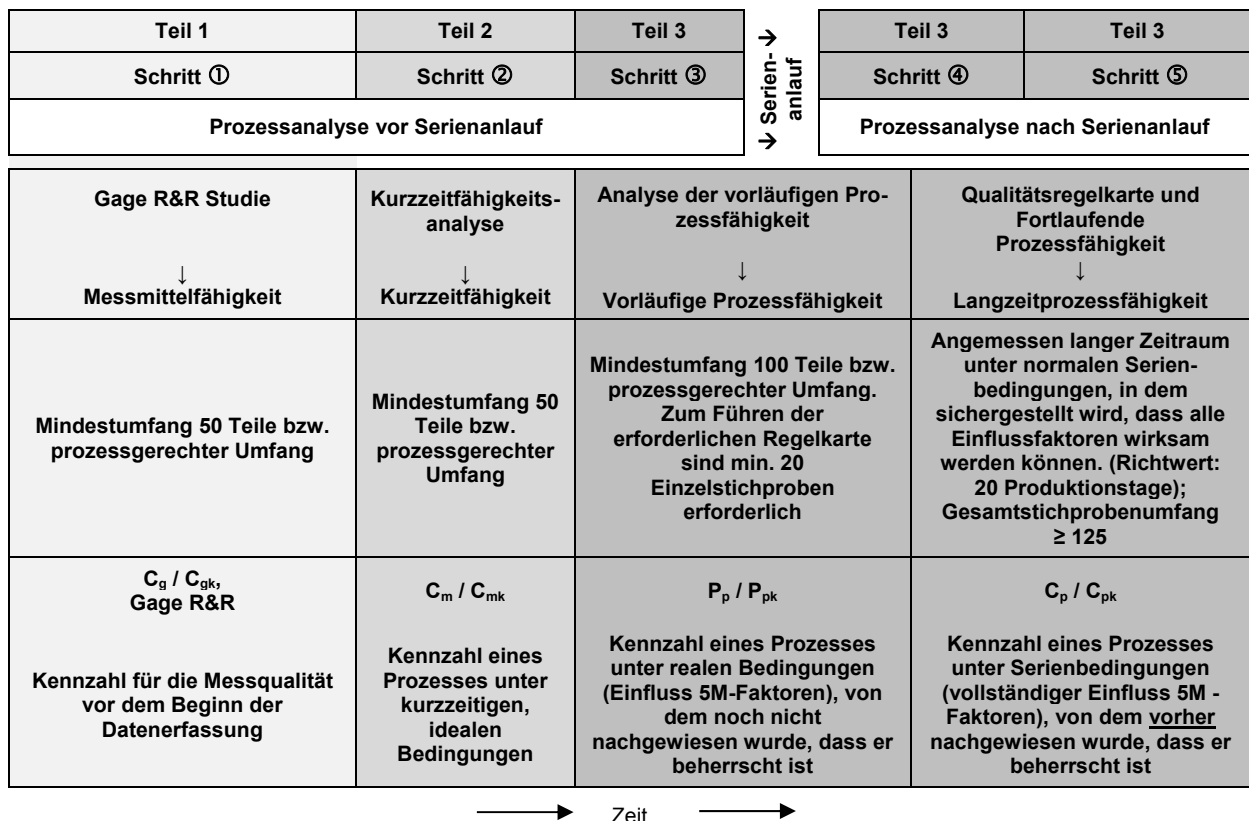 Teil 1
Teil 2
Teil 3
Teil 3
Teil 3
Schritt ①
Schritt ②
Schritt ③
→ Serien- →
anlauf
Schritt ④
Schritt ⑤
Prozessanalyse vor Serienanlauf
Prozessanalyse nach Serienanlauf
Gage R&R Studie
↓
Messmittelfähigkeit
Kurzzeitfähigkeits-
analyse
↓
Kurzzeitfähigkeit
Analyse der vorläufigen Pro-
zessfähigkeit
↓
Vorläufige Prozessfähigkeit
Qualitätsregelkarte und
Fortlaufende
Prozessfähigkeit
↓
Langzeitprozessfähigkeit
Mindestumfang 50 Teile bzw.
prozessgerechter Umfang
Mindestumfang 50
Teile bzw.
prozessgerechter
Umfang
Mindestumfang 100 Teile bzw.
prozessgerechter Umfang.
Zum Führen der
erforderlichen Regelkarte
sind min. 20
Einzelstichproben
erforderlich
Angemessen langer Zeitraum
unter normalen Serien-
bedingungen, in dem
sichergestellt wird, dass alle
Einflussfaktoren wirksam
werden können. (Richtwert:
20 Produktionstage);
Gesamtstichprobenumfang
≥ 125
Cg / Cgk,
Gage R&R
Kennzahl für die Messqualität
vor dem Beginn der
Datenerfassung
Cm / Cmk
Kennzahl eines
Prozesses unter
kurzzeitigen,
idealen
Bedingungen
Pp / Ppk
Kennzahl eines Prozesses
unter realen Bedingungen
(Einfluss 5M-Faktoren), von
dem noch nicht
nachgewiesen wurde, dass er
beherrscht ist
Cp / Cpk
Kennzahl eines Prozesses
unter Serienbedingungen
(vollständiger Einfluss 5M -
Faktoren), von dem vorher
nachgewiesen wurde, dass er
beherrscht ist
→ Zeit →